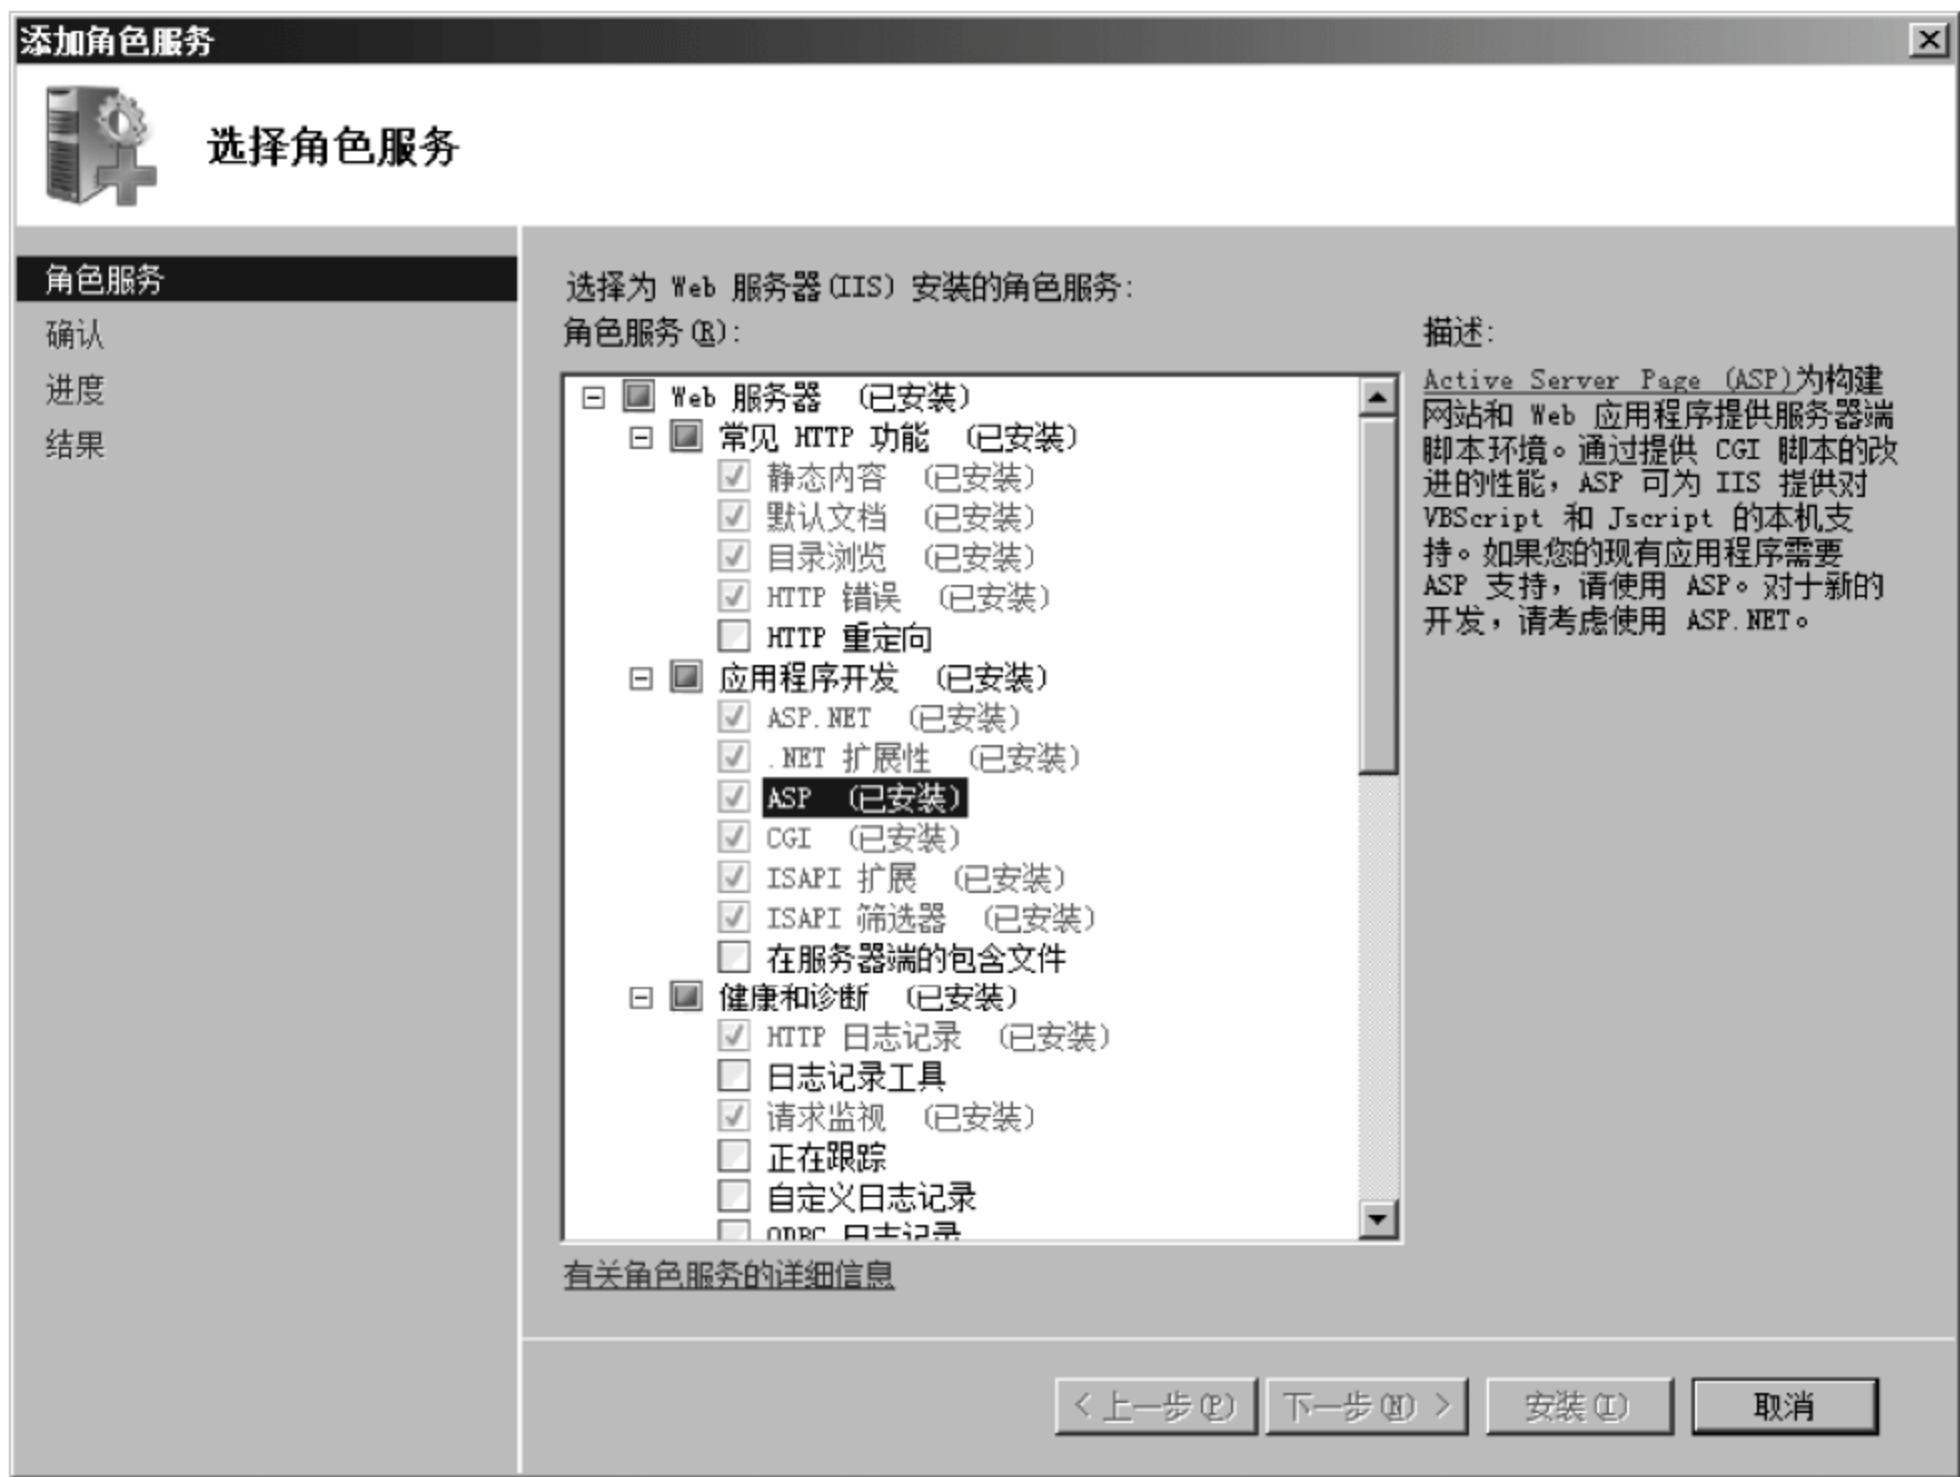 添加角色服务
选择角色服务
角色服务
确认
进度
结果
选择为 Web 服务器(IIS) 安装的角色服务:
角色服务(R):
Web 服务器 (已安装)
常见 HTTP 功能 (已安装)
静态内容 (已安装)
默认文档 (已安装)
目录浏览 (已安装)
HTTP 错误 (已安装)
HTTP 重定向
应用程序开发 (已安装)
ASP.NET (已安装)
.NET 扩展性 (已安装)
ASP (已安装)
CGI (已安装)
ISAPI 扩展 (已安装)
ISAPI 筛选器 (已安装)
在服务器端的包含文件
健康和诊断 (已安装)
HTTP 日志记录 (已安装)
日志记录工具
请求监视 (已安装)
正在跟踪
自定义日志记录
ODBC 日志记录
有关角色服务的详细信息
描述:
Active Server Page (ASP)为构建
网站和 Web 应用程序提供服务器端
脚本环境。通过提供 CGI 脚本的改
进的性能，ASP 可为 IIS 提供对
VBScript 和 Jscript 的本机支
持。如果您的现有应用程序需要
ASP 支持，请使用 ASP。对于新的
开发，请考虑使用 ASP.NET。
< 上一步(P)
下一步(N) >
安装(I)
取消